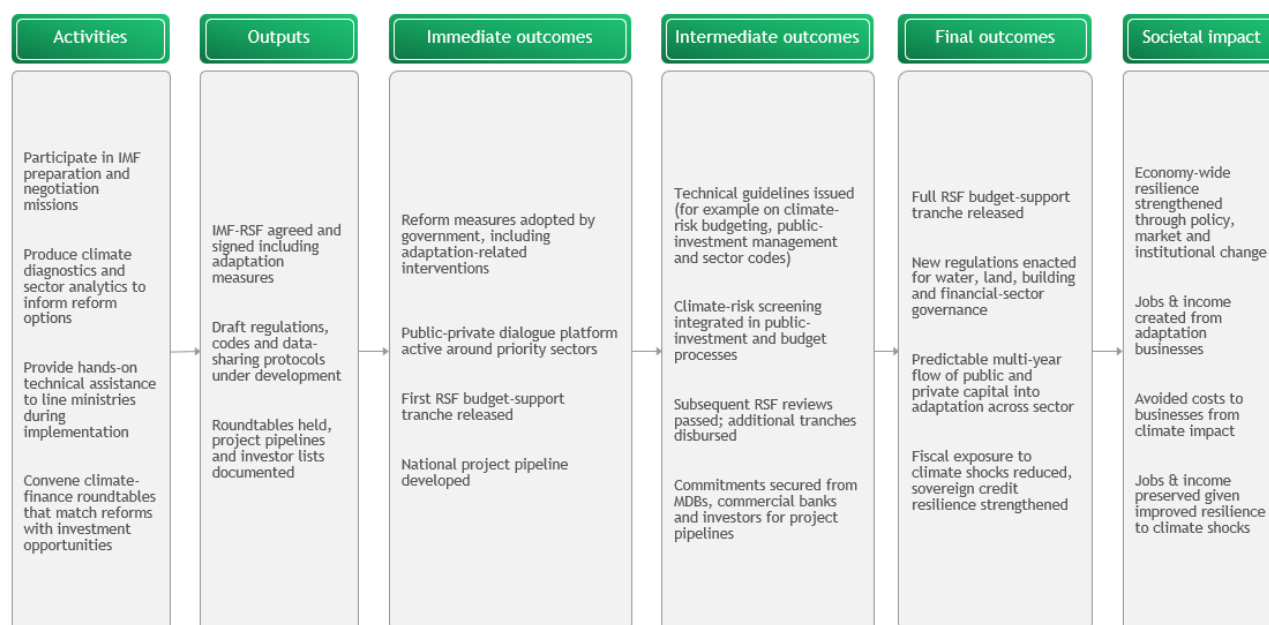 Activities
Participate in IMF
preparation and
negotiation
missions
Produce climate
diagnostics and
sector analytics to
inform reform
options
Provide hands-on
technical assistance
to line ministries
during
implementation
Convene climate-
finance roundtables
that match reforms
with investment
opportunities
Outputs
IMF-RSF agreed and
signed including
adaptation
measures
Draft regulations,
codes and data-
sharing protocols
under development
Roundtables held,
project pipelines
and investor lists
documented
Immediate outcomes
Reform measures adopted by
government, including
adaptation-related
interventions
Public-private dialogue platform
active around priority sectors
First RSF budget-support
tranche released
National project pipeline
developed
Intermediate outcomes
Technical guidelines issued
(for example on climate-
risk budgeting, public-
investment management
and sector codes)
Climate-risk screening
integrated in public-
investment and budget
processes
Subsequent RSF reviews
passed; additional tranches
disbursed
Commitments secured from
MDBs, commercial banks
and investors for project
pipelines
Final outcomes
Full RSF budget-support
tranche released
New regulations enacted
for water, land, building
and financial-sector
governance
Predictable multi-year
flow of public and
private capital into
adaptation across sector
Fiscal exposure to
climate shocks reduced,
sovereign credit
resilience strengthened
Societal impact
Economy-wide
resilience
strengthened
through policy,
market and
institutional change
Jobs & income
created from
adaptation
businesses
Avoided costs to
businesses from
climate impact
Jobs & income
preserved given
improved resilience
to climate shocks